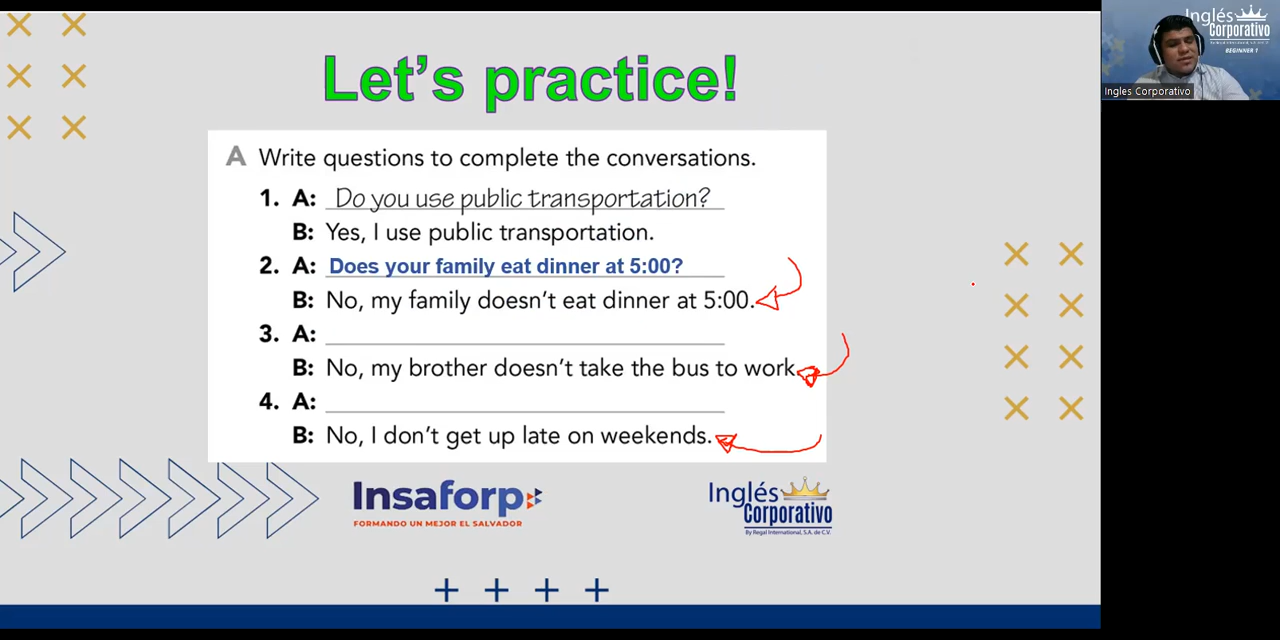 Let's practice!
A Write questions to complete the conversations.
1. A: Do you use public transportation?
B: Yes, I use public transportation.
2. A: Does your family eat dinner at 5:00?
B: No, my family doesn't eat dinner at 5:00.
3. A:
B: No, my brother doesn't take the bus to work.
4. A:
B: No, I don't get up late on weekends.
Insaforp
FORMANDO UN MEJOR EL SALVADOR
Inglés
Corporativo
By Regal International, S.A. de C.V.
Inglés
Corporativo
BEGINNER 1
Ingles Corporativo